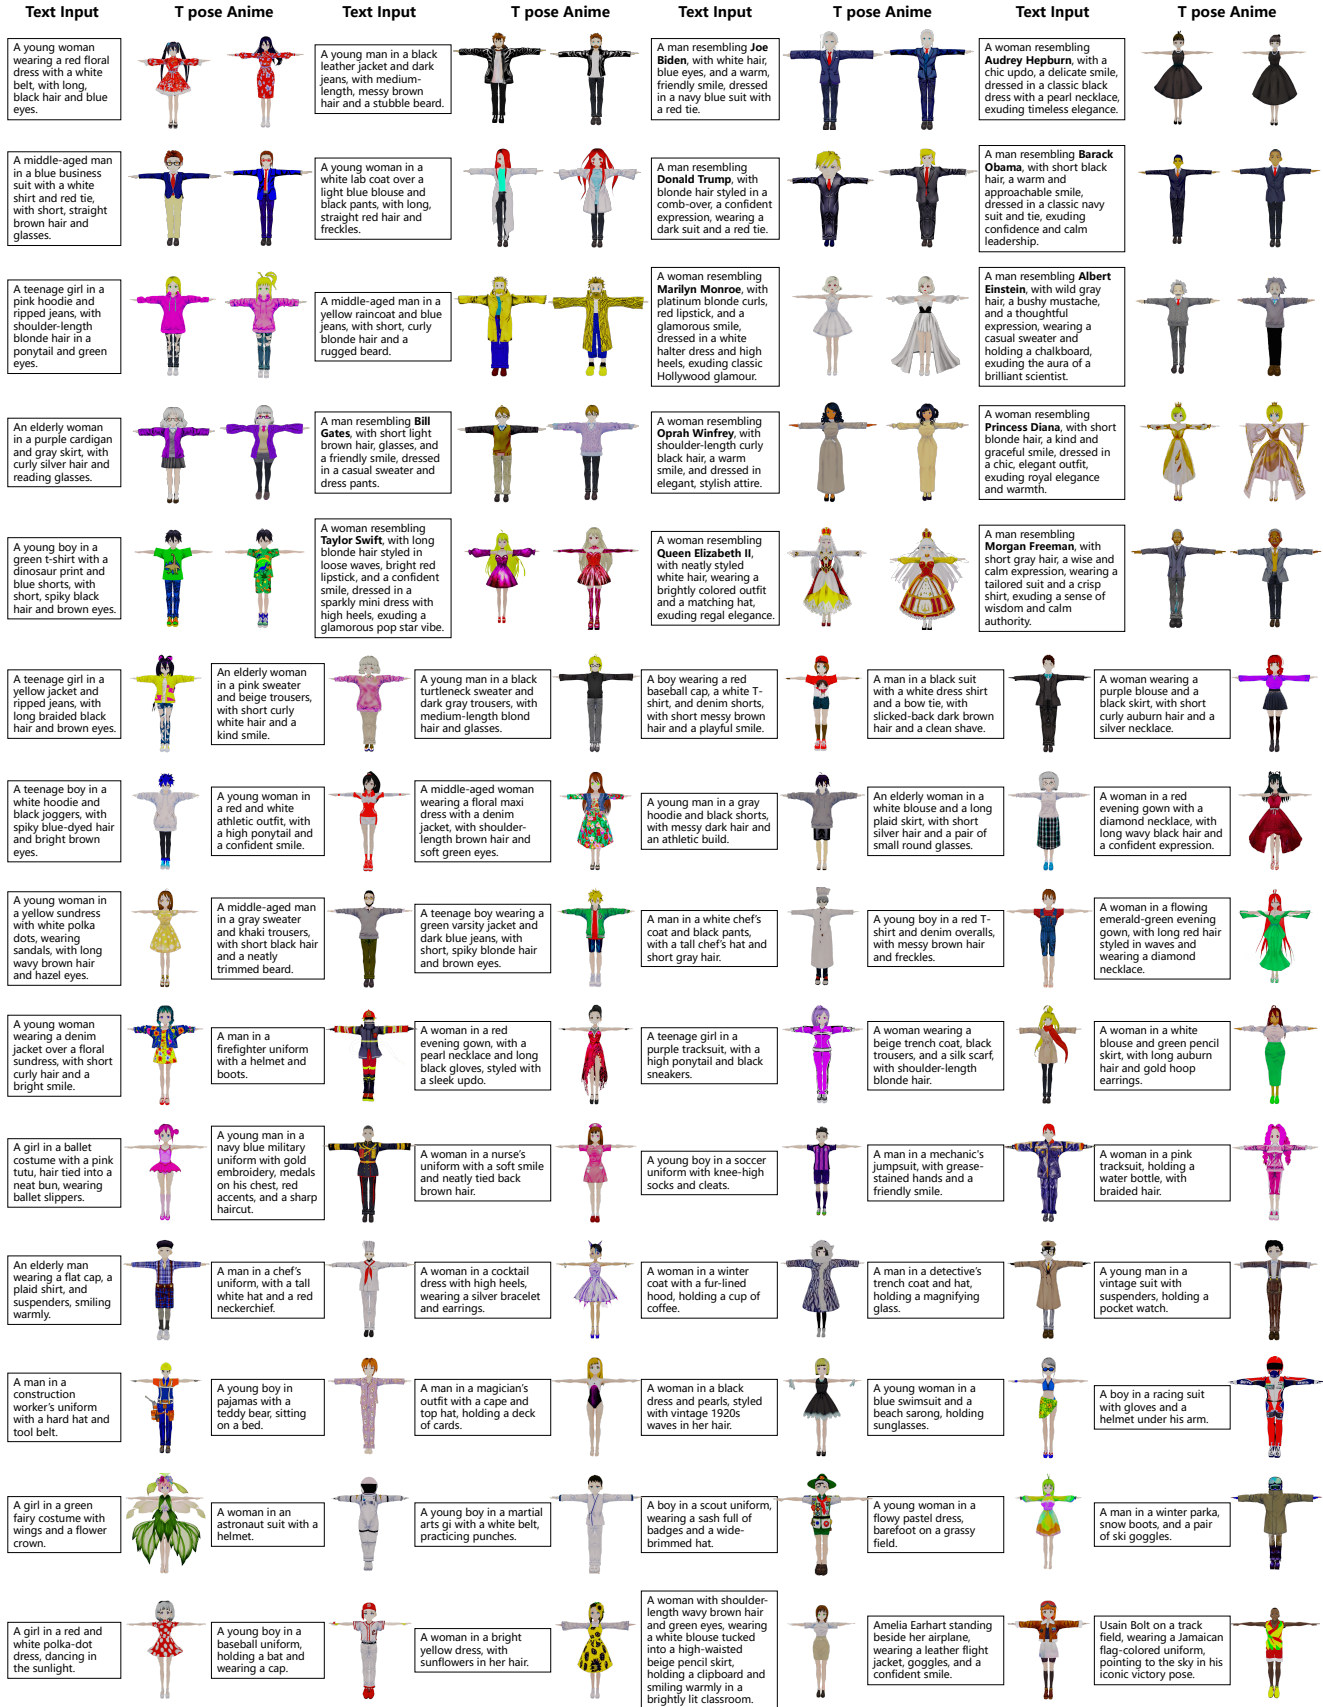 Text Input
T pose Anime
Text Input
T pose Anime
Text Input
T pose Anime
Text Input
T pose Anime
A young woman
wearing a red floral
dress with a white
belt, with long,
black hair and blue
eyes.
A young man in a black
leather jacket and dark
jeans, with medium-
length, messy brown
hair and a stubble beard.
A man resembling Joe
Biden, with white hair,
blue eyes, and a warm,
friendly smile, dressed
in a navy blue suit with
a red tie.
A woman resembling
Audrey Hepburn, with a
chic updo, a delicate smile,
dressed in a classic black
dress with a pearl necklace,
exuding timeless elegance.
A middle-aged man
in a blue business
suit with a white
shirt and red tie,
with short, straight
brown hair and
glasses.
A young woman in a
white lab coat over a
light blue blouse and
black pants, with long,
straight red hair and
freckles.
A man resembling
Donald Trump, with
blonde hair styled in a
comb-over, a confident
expression, wearing a
dark suit and a red tie.
A man resembling Barack
Obama, with short black
hair, a warm and
approachable smile,
dressed in a classic navy
suit and tie, exuding
confidence and calm
leadership.
A teenage girl in a
pink hoodie and
ripped jeans, with
shoulder-length
blonde hair in a
ponytail and green
eyes.
A middle-aged man in a
yellow raincoat and blue
jeans, with short, curly
blonde hair and a
rugged beard.
A woman resembling
Marilyn Monroe, with
platinum blonde curls,
red lipstick, and a
glamorous smile,
dressed in a white
halter dress and high
heels, exuding classic
Hollywood glamour.
A man resembling Albert
Einstein, with wild gray
hair, a bushy mustache,
and a thoughtful
expression, wearing a
casual sweater and
holding a chalkboard,
exuding the aura of a
brilliant scientist.
An elderly woman
in a purple cardigan
and gray skirt, with
curly silver hair and
reading glasses.
A man resembling Bill
Gates, with short light
brown hair, glasses, and
a friendly smile, dressed
in a casual sweater and
dress pants.
A woman resembling
Oprah Winfrey, with
shoulder-length curly
black hair, a warm
smile, and dressed in
elegant, stylish attire.
A woman resembling
Princess Diana, with short
blonde hair, a kind and
graceful smile, dressed in
a chic, elegant outfit,
exuding royal elegance
and warmth.
A young boy in a
green t-shirt with a
dinosaur print and
blue shorts, with
short, spiky black
hair and brown eyes.
A woman resembling
Taylor Swift, with long
blonde hair styled in
loose waves, bright red
lipstick, and a confident
smile, dressed in a
sparkly mini dress with
high heels, exuding a
glamorous pop star vibe.
A woman resembling
Queen Elizabeth II,
with neatly styled
white hair, wearing a
brightly colored outfit
and a matching hat,
exuding regal elegance.
A man resembling
Morgan Freeman, with
short gray hair, a wise and
calm expression, wearing a
tailored suit and a crisp
shirt, exuding a sense of
wisdom and calm
authority.
A teenage girl in a
yellow jacket and
ripped jeans, with
long braided black
hair and brown eyes.
An elderly woman
in a pink sweater
and beige trousers,
with short curly
white hair and a
kind smile.
A young man in a black
turtleneck sweater and
dark gray trousers, with
medium-length blond
hair and glasses.
A boy wearing a red
baseball cap, a white T-
shirt, and denim shorts,
with short messy brown
hair and a playful smile.
A man in a black suit
with a white dress shirt
and a bow tie, with
slicked-back dark brown
hair and a clean shave.
A woman wearing a
purple blouse and a
black skirt, with short
curly auburn hair and a
silver necklace.
A teenage boy in a
white hoodie and
black joggers, with
spiky blue-dyed hair
and bright brown
eyes.
A young woman in
a red and white
athletic outfit, with
a high ponytail and
a confident smile.
A middle-aged woman
wearing a floral maxi
dress with a denim
jacket, with shoulder-
length brown hair and
soft green eyes.
A young man in a gray
hoodie and black shorts,
with messy dark hair and
an athletic build.
An elderly woman in a
white blouse and a long
plaid skirt, with short
silver hair and a pair of
small round glasses.
A woman in a red
evening gown with a
diamond necklace, with
long wavy black hair and
a confident expression.
A young woman in
a yellow sundress
with white polka
dots, wearing
sandals, with long
wavy brown hair
and hazel eyes.
A middle-aged man
in a gray sweater
and khaki trousers,
with short black hair
and a neatly
trimmed beard.
A teenage boy wearing a
green varsity jacket and
dark blue jeans, with
short, spiky blonde hair
and brown eyes.
A man in a white chef's
coat and black pants,
with a tall chef's hat and
short gray hair.
A young boy in a red T-
shirt and denim overalls,
with messy brown hair
and freckles.
A woman in a flowing
emerald-green evening
gown, with long red hair
styled in waves and
wearing a diamond
necklace.
A young woman
wearing a denim
jacket over a floral
sundress, with short
curly hair and a
bright smile.
A man in a
firefighter uniform
with a helmet and
boots.
A woman in a red
evening gown, with a
pearl necklace and long
black gloves, styled with
a sleek updo.
A teenage girl in a
purple tracksuit, with a
high ponytail and black
sneakers.
A woman wearing a
beige trench coat, black
trousers, and a silk scarf,
with shoulder-length
blonde hair.
A woman in a white
blouse and green pencil
skirt, with long auburn
hair and gold hoop
earrings.
A girl in a ballet
costume with a pink
tutu, hair tied into a
neat bun, wearing
ballet slippers.
A young man in a
navy blue military
uniform with gold
embroidery, medals
on his chest, red
accents, and a sharp
haircut.
A woman in a nurse's
uniform with a soft smile
and neatly tied back
brown hair.
A young boy in a soccer
uniform with knee-high
socks and cleats.
A man in a mechanic's
jumpsuit, with grease-
stained hands and a
friendly smile.
A woman in a pink
tracksuit, holding a
water bottle, with
braided hair.
An elderly man
wearing a flat cap, a
plaid shirt, and
suspenders, smiling
warmly.
A man in a chef's
uniform, with a tall
white hat and a red
neckerchief.
A woman in a cocktail
dress with high heels,
wearing a silver bracelet
and earrings.
A woman in a winter
coat with a fur-lined
hood, holding a cup of
coffee.
A man in a detective's
trench coat and hat,
holding a magnifying
glass.
A young man in a
vintage suit with
suspenders, holding a
pocket watch.
A man in a
construction
worker's uniform
with a hard hat and
tool belt.
A young boy in
pajamas with a
teddy bear, sitting
on a bed.
A man in a magician's
outfit with a cape and
top hat, holding a deck
of cards.
A woman in a black
dress and pearls, styled
with vintage 1920s
waves in her hair.
A young woman in a
blue swimsuit and a
beach sarong, holding
sunglasses.
A boy in a racing suit
with gloves and a
helmet under his arm.
A girl in a green
fairy costume with
wings and a flower
crown.
A woman in an
astronaut suit with a
helmet.
A young boy in a martial
arts gi with a white belt,
practicing punches.
A boy in a scout uniform,
wearing a sash full of
badges and a wide-
brimmed hat.
A young woman in a
flowy pastel dress,
barefoot on a grassy
field.
A man in a winter parka,
snow boots, and a pair
of ski goggles.
A girl in a red and
white polka-dot
dress, dancing in
the sunlight.
A young boy in a
baseball uniform,
holding a bat and
wearing a cap.
A woman in a bright
yellow dress, with
sunflowers in her hair.
A woman with shoulder-
length wavy brown hair
and green eyes, wearing
a white blouse tucked
into a high-waisted
beige pencil skirt,
holding a clipboard and
smiling warmly in a
brightly lit classroom.
Amelia Earhart standing
beside her airplane,
wearing a leather flight
jacket, goggles, and a
confident smile.
Usain Bolt on a track
field, wearing a Jamaican
flag-colored uniform,
pointing to the sky in his
iconic victory pose.